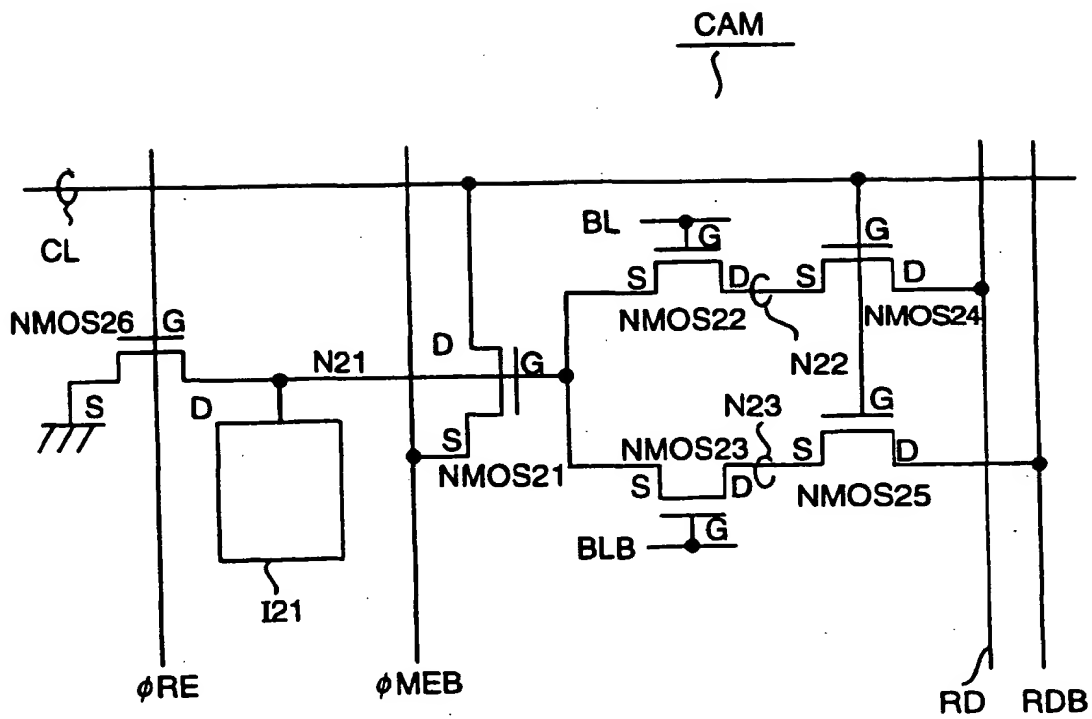 CAM
CL
BL
G
S
D
NMOS22
N22
G
S
D
NMOS24
NMOS26
G
S
D
N21
D
G
S
NMOS21
N23
NMOS23
S
D
G
BLB
G
S
D
NMOS25
I21
φRE
φMEB
RD
RDB